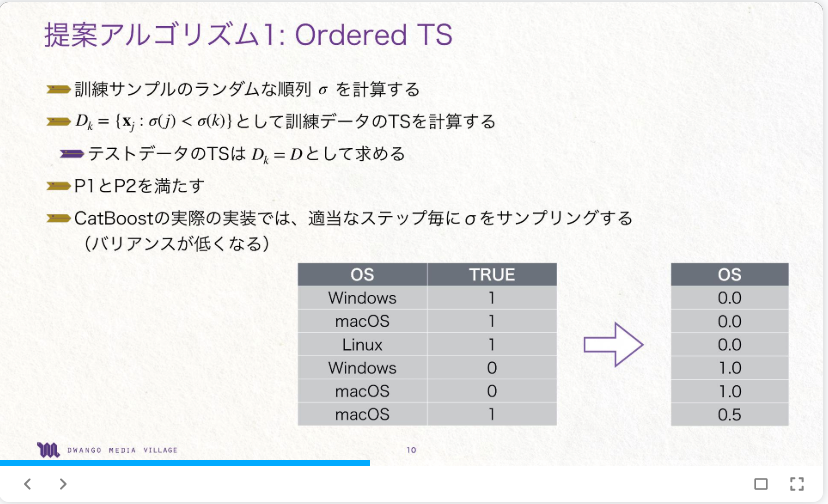 提案アルゴリズム1: Ordered TS
訓練サンプルのランダムな順列 σ を計算する
D_k = {x_j : σ(j) < σ(k)}として訓練データのTSを計算する
テストデータのTSは D_k = Dとして求める
P1とP2を満たす
CatBoostの実際の実装では、適当なステップ毎にσをサンプリングする
（バリアンスが低くなる）
OS TRUE
Windows 1
macOS 1
Linux 1
Windows 0
macOS 0
macOS 1
OS
0.0
0.0
0.0
1.0
1.0
0.5
DWANGO MEDIA VILLAGE
10